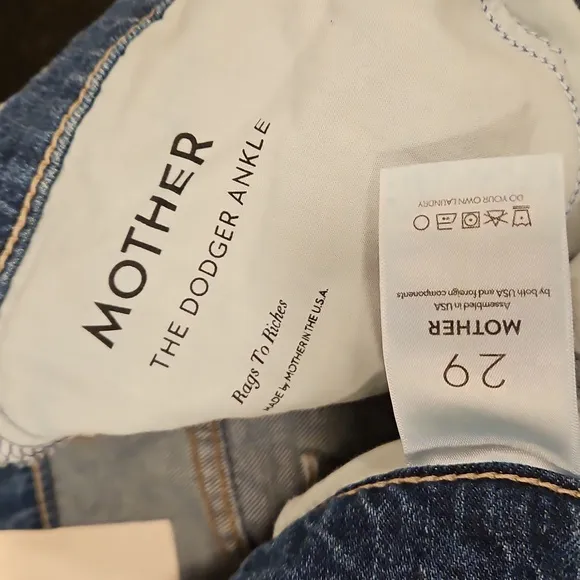 MOTHER
THE DODGER ANKLE
Rags To Riches
MADE by MOTHER IN THE U.S.A.
29
MOTHER
Assembled in USA
by both USA and foreign components
DO YOUR OWN LAUNDRY